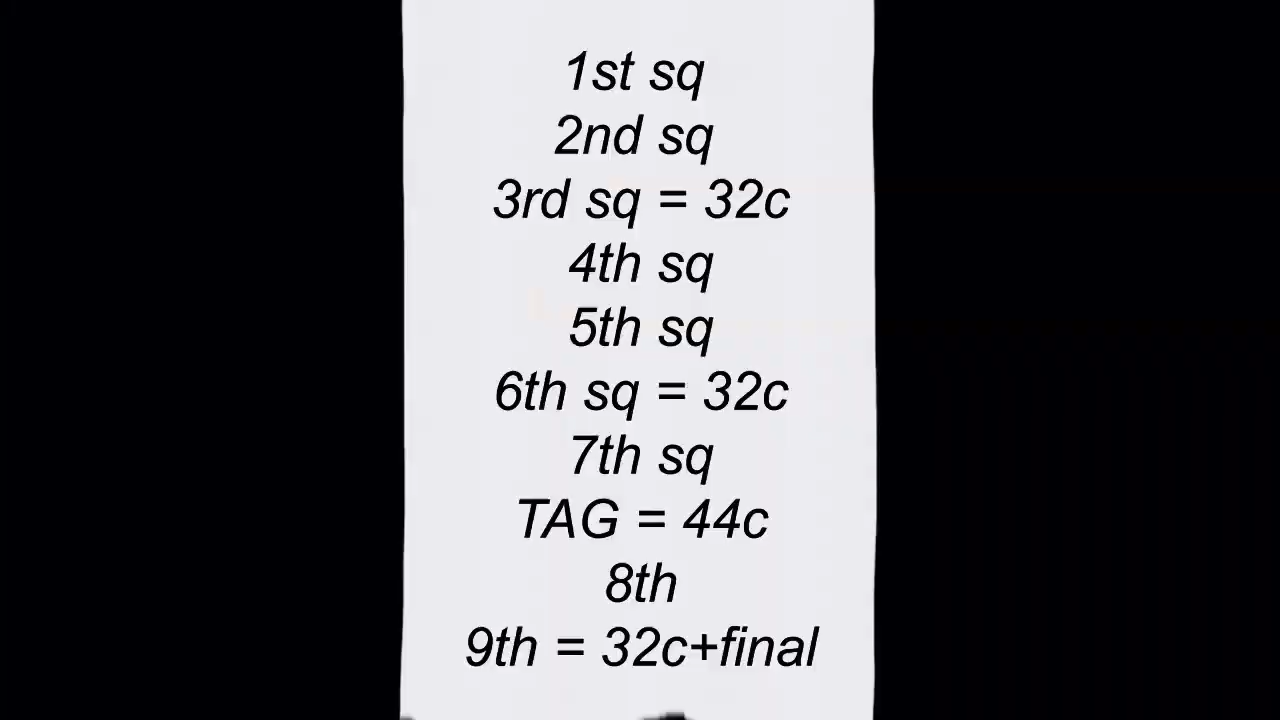 1st sq
2nd sq
3rd sq = 32c
4th sq
5th sq
6th sq = 32c
7th sq
TAG = 44c
8th
9th = 32c+final